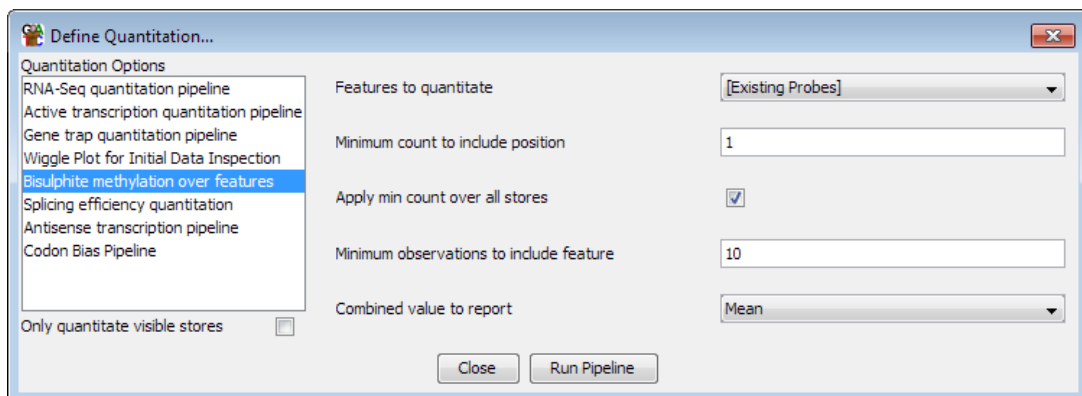 Define Quantitation...
Quantitation Options
RNA-Seq quantitation pipeline
Active transcription quantitation pipeline
Gene trap quantitation pipeline
Wiggle Plot for Initial Data Inspection
Bisulphite methylation over features
Splicing efficiency quantitation
Antisense transcription pipeline
Codon Bias Pipeline
Only quantitate visible stores
Features to quantitate [Existing Probes]
Minimum count to include position 1
Apply min count over all stores
Minimum observations to include feature 10
Combined value to report Mean
Close Run Pipeline